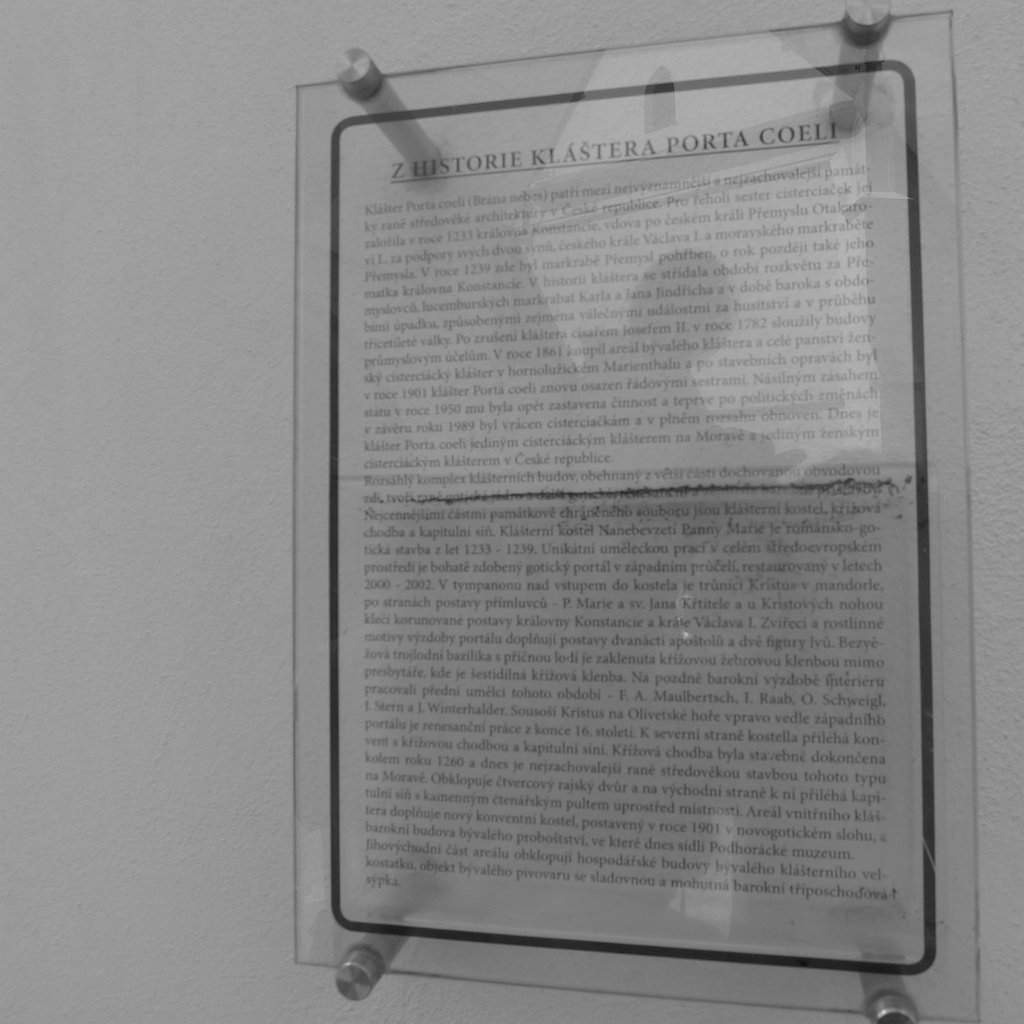 Z HISTORIE KLÁŠTERA PORTA COELI
Klášter Porta coeli (Brána nebes) patří mezi nejvýznamnější a nejzachovalejší památ-
ky raně středověké architektury v České republice. Pro řeholi sester cisterciaček jej
založila v roce 1233 královna Konstancie, vdova po českém králi Přemyslu Otakaro-
vi I., za podpory svých dvou synů, českého krále Václava I. a moravského markraběte
Přemysla. V roce 1239 zde byl markrabě Přemysl pohřben, o rok později také jeho
matka královna Konstancie. V historii kláštera se střídala období rozkvětu za Pře-
myslovců, lucemburských markrabat Karla a Jana Jindřicha a v době baroka s obdo-
bími úpadku, způsobenými zejména válečnými událostmi za husitství a v průběhu
třicetileté války. Po zrušení kláštera císařem Josefem II. v roce 1782 sloužily budovy
průmyslovým účelům. V roce 1861 koupil areál bývalého kláštera a celé panství žen-
ský cisterciácký klášter v hornolužickém Marienthalu a po stavebních opravách byl
v roce 1901 klášter Porta coeli znovu osazen řádovými sestrami. Násilným zásahem
státu v roce 1950 mu byla opět zastavena činnost a teprve po politických změnách
v závěru roku 1989 byl vrácen cisterciačkám a v plném rozsahu obnoven. Dnes je
klášter Porta coeli jediným cisterciáckým klášterem na Moravě a jediným ženským
cisterciáckým klášterem v České republice.
Rozsáhlý komplex klášterních budov, obehnaný z větší části dochovanou obvodovou
zdí, tvoří raně gotické jádro a další gotické, renesanční a
Nejcennějšími částmi památkově chráněného souboru jsou klášterní kostel, křížová
chodba a kapitulní síň. Klášterní kostel Nanebevzetí Panny Marie je románsko-go-
tická stavba z let 1233 - 1239. Unikátní uměleckou prací v celém středoevropském
prostředí je bohatě zdobený gotický portál v západním průčelí, restaurovaný v letech
2000 - 2002. V tympanonu nad vstupem do kostela je trůnící Kristus v mandorle,
po stranách postavy přímluvců - P. Marie a sv. Jana Křtitele a u Kristových nohou
klečí korunované postavy královny Konstancie a krále Václava I. Zvířecí a rostlinné
motivy výzdoby portálu doplňují postavy dvanácti apoštolů a dvě figury lvů. Bezvě-
žová trojlodní bazilika s příčnou lodí je zaklenuta křížovou žebrovou klenbou mimo
presbytáře, kde je šestidílná křížová klenba. Na pozdně barokní výzdobě interiéru
pracovali přední umělci tohoto období - F. A. Maulbertsch, I. Raab, O. Schweigl,
J. Stern a J. Winterhalder. Sousoší Kristus na Olivetské hoře vpravo vedle západního
portálu je renesanční práce z konce 16. století. K severní straně kostella přiléhá kon-
vent s křížovou chodbou a kapitulní síní. Křížová chodba byla stavebně dokončena
kolem roku 1260 a dnes je nejzachovalejší raně středověkou stavbou tohoto typu
na Moravě. Obklopuje čtvercový rajský dvůr a na východní straně k ní přiléhá kapi-
tulní síň s kamenným čtenářským pultem uprostřed místnosti. Areál vnitřního kláš-
tera doplňuje nový konventní kostel, postavený v roce 1901 v novogotickém slohu, a
barokní budova bývalého proboštství, ve které dnes sídlí Podhorácké muzeum.
Jihovýchodní část areálu obklopují hospodářské budovy bývalého klášterního vel-
kostatku, objekt bývalého pivovaru se sladovnou a mohutná barokní tříposchoďová
sýpka.